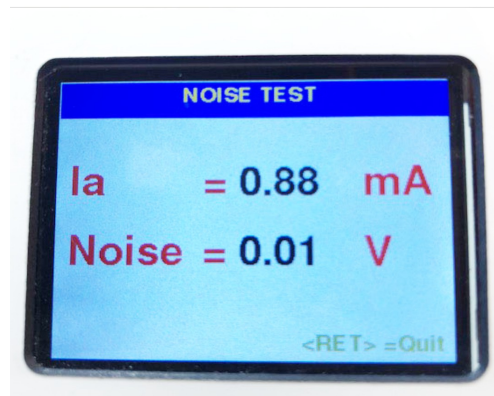 NOISE TEST
Ia = 0.88 mA
Noise = 0.01 V
<RET> =Quit